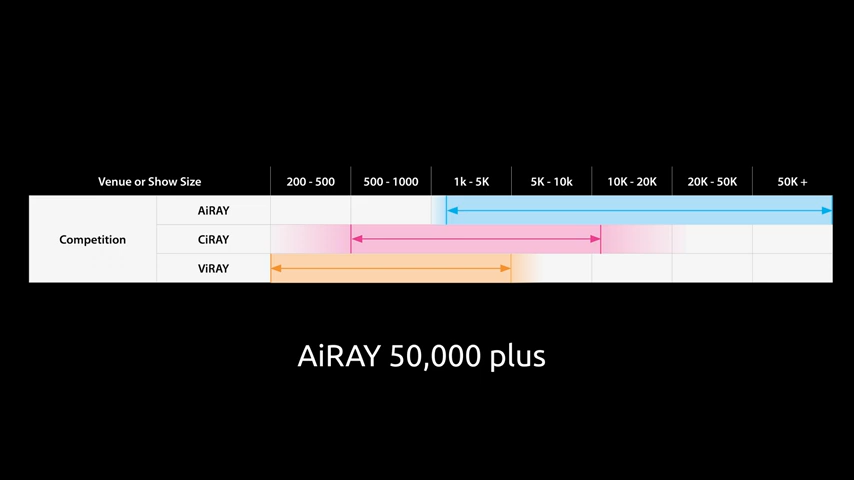 Venue or Show Size 200 - 500 500 - 1000 1k - 5K 5K - 10k 10K - 20K 20K - 50K 50K +
AiRAY
Competition CiRAY
ViRAY
AiRAY 50,000 plus